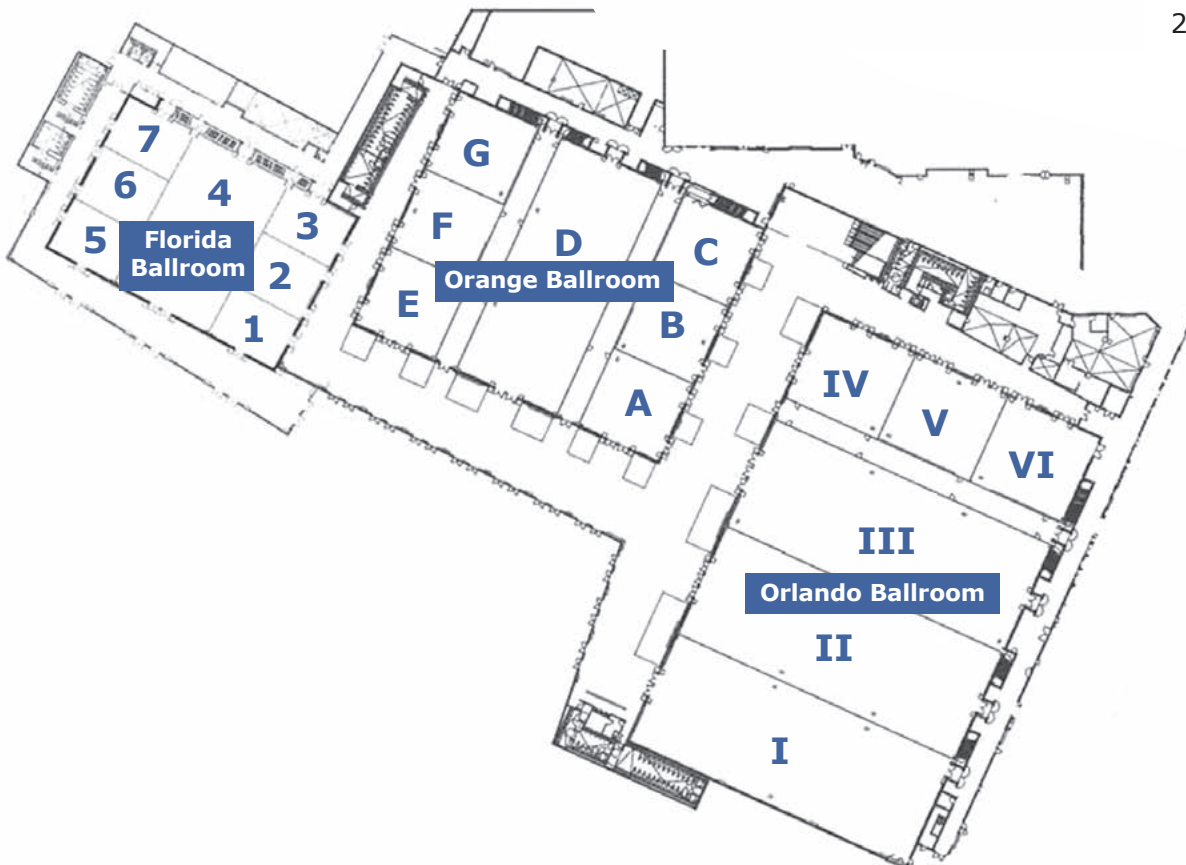 2
7
6
5
4
3
2
1
Florida
Ballroom
G
F
E
D
C
B
A
Orange Ballroom
IV
V
VI
III
II
I
Orlando Ballroom